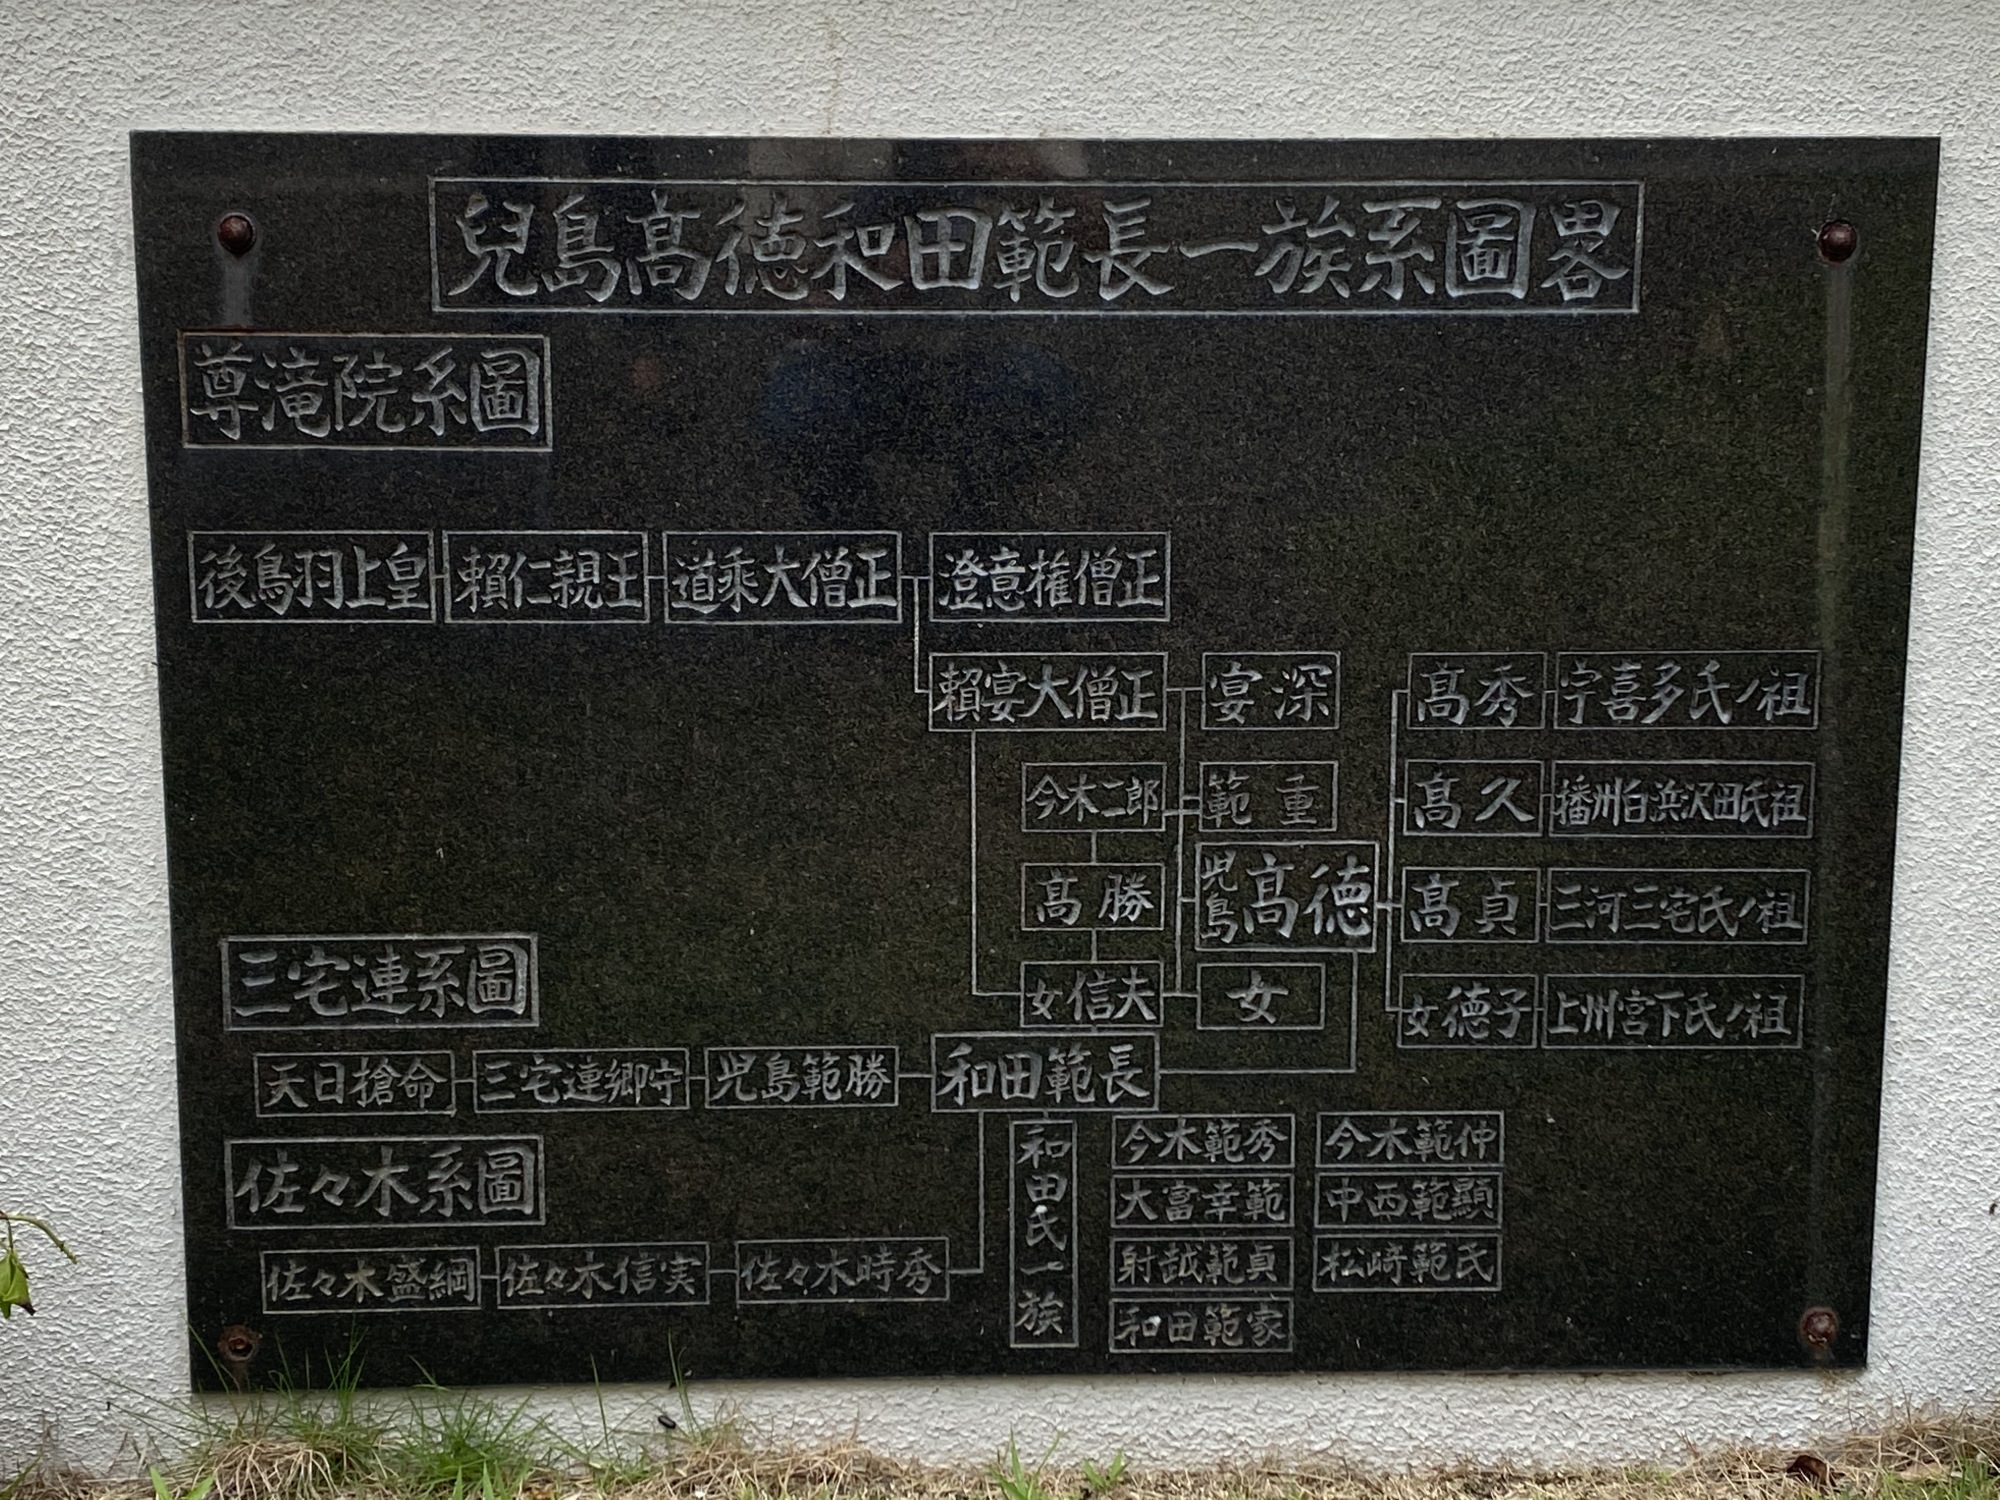 兒島髙徳和田範長一族系圖畧
尊滝院系圖
後鳥羽上皇 賴仁親王 道乘大僧正 澄意権僧正
賴宴大僧正 宴深 髙秀 宇喜多氏ノ祖
今木二郎 範重 髙久 播州白浜沢田氏祖
髙勝 児島髙徳 髙貞 三河三宅氏ノ祖
女信夫 女 女徳子 上州宮下氏ノ祖
三宅連系圖
天日槍命 三宅連郷守 児島範勝 和田範長
佐々木系圖
佐々木盛綱 佐々木信実 佐々木時秀
和田氏一族
今木範秀 今木範仲
大富幸範 中西範顯
射越範貞 松﨑範氏
和田範家